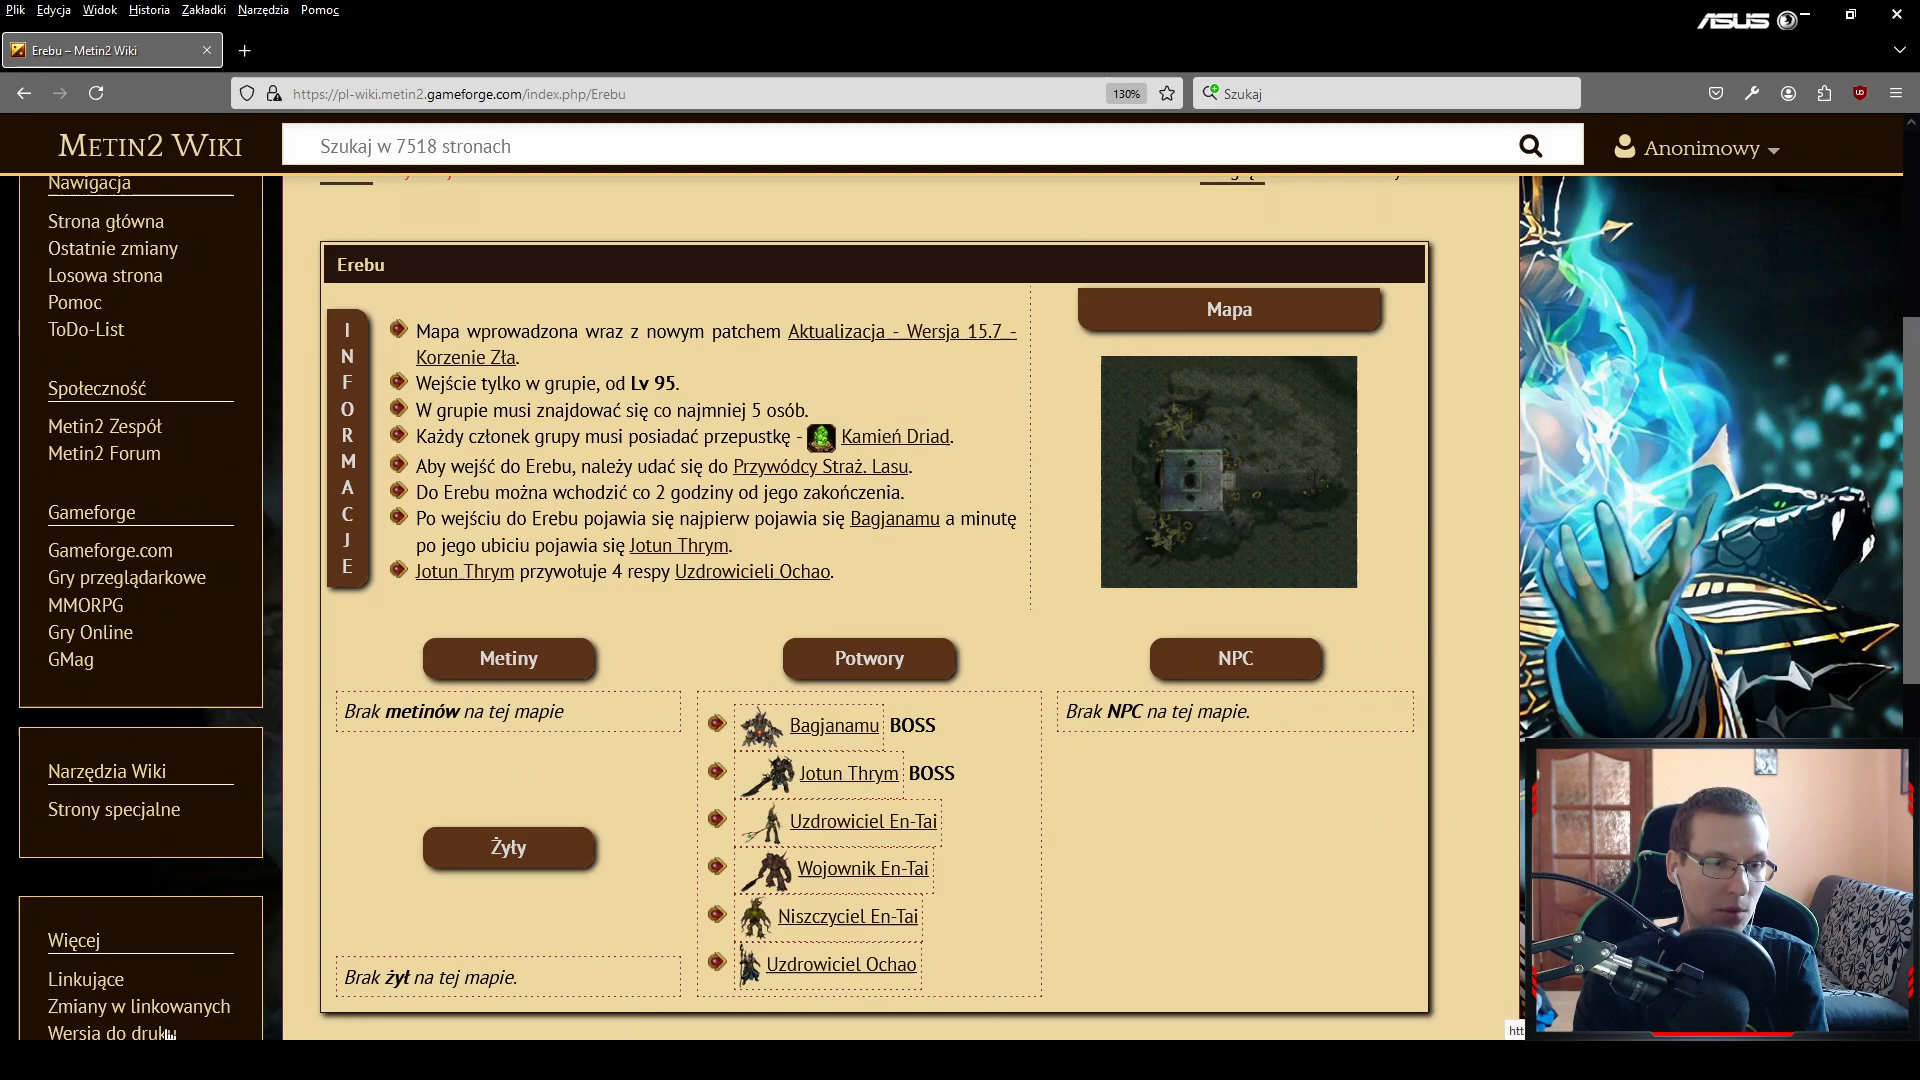 Plik Edycja Widok Historia Zakładki Narzędzia Pomoc
ASUS
Erebu – Metin2 Wiki
https://pl-wiki.metin2.gameforge.com/index.php/Erebu
130%
Szukaj
Metin2 Wiki
Szukaj w 7518 stronach
Anonimowy
Nawigacja
Strona główna
Ostatnie zmiany
Losowa strona
Pomoc
ToDo-List
Społeczność
Metin2 Zespół
Metin2 Forum
Gameforge
Gameforge.com
Gry przeglądarkowe
MMORPG
Gry Online
GMag
Narzędzia Wiki
Strony specjalne
Więcej
Linkujące
Zmiany w linkowanych
Wersja do druku
Erebu
INFORMACJE
Mapa wprowadzona wraz z nowym patchem Aktualizacja - Wersja 15.7 -
Korzenie Zła.
Wejście tylko w grupie, od Lv 95.
W grupie musi znajdować się co najmniej 5 osób.
Każdy członek grupy musi posiadać przepustkę - Kamień Driad.
Aby wejść do Erebu, należy udać się do Przywódcy Straż. Lasu.
Do Erebu można wchodzić co 2 godziny od jego zakończenia.
Po wejściu do Erebu pojawia się najpierw pojawia się Bagjanamu a minutę
po jego ubiciu pojawia się Jotun Thrym.
Jotun Thrym przywołuje 4 respy Uzdrowicieli Ochao.
Mapa
Metiny
Brak metinów na tej mapie
Żyły
Brak żył na tej mapie.
Potwory
Bagjanamu BOSS
Jotun Thrym BOSS
Uzdrowiciel En-Tai
Wojownik En-Tai
Niszczyciel En-Tai
Uzdrowiciel Ochao
NPC
Brak NPC na tej mapie.
htt